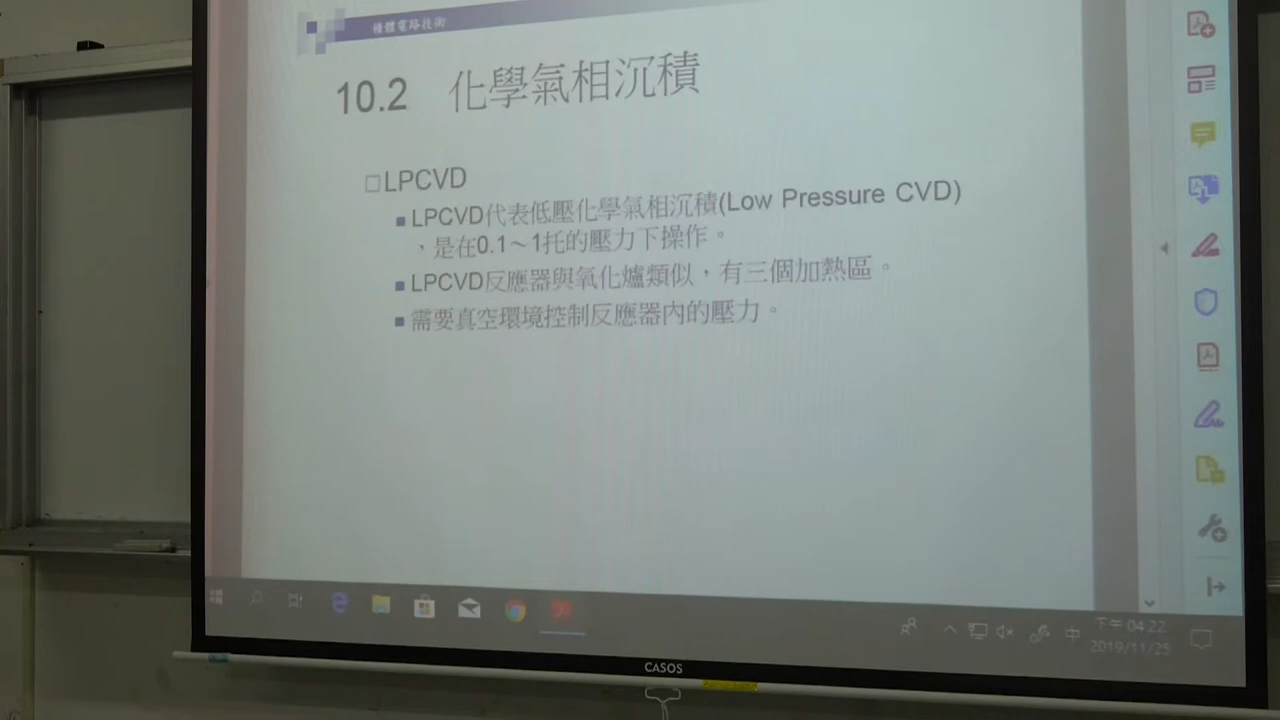 積體電路技術
10.2 化學氣相沉積
LPCVD
LPCVD代表低壓化學氣相沉積(Low Pressure CVD)
，是在0.1～1托的壓力下操作。
LPCVD反應器與氧化爐類似，有三個加熱區。
需要真空環境控制反應器內的壓力。
中
下午 04:22
2019/11/25
CASOS